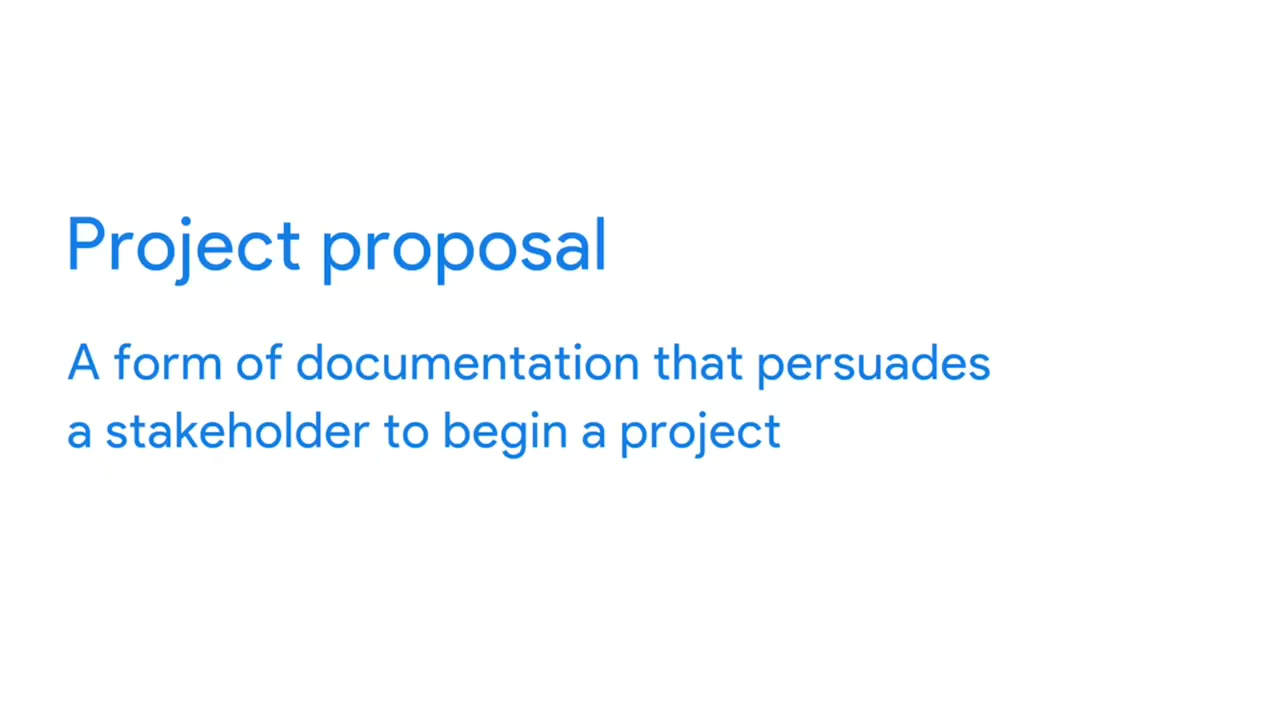 Project proposal
A form of documentation that persuades
a stakeholder to begin a project